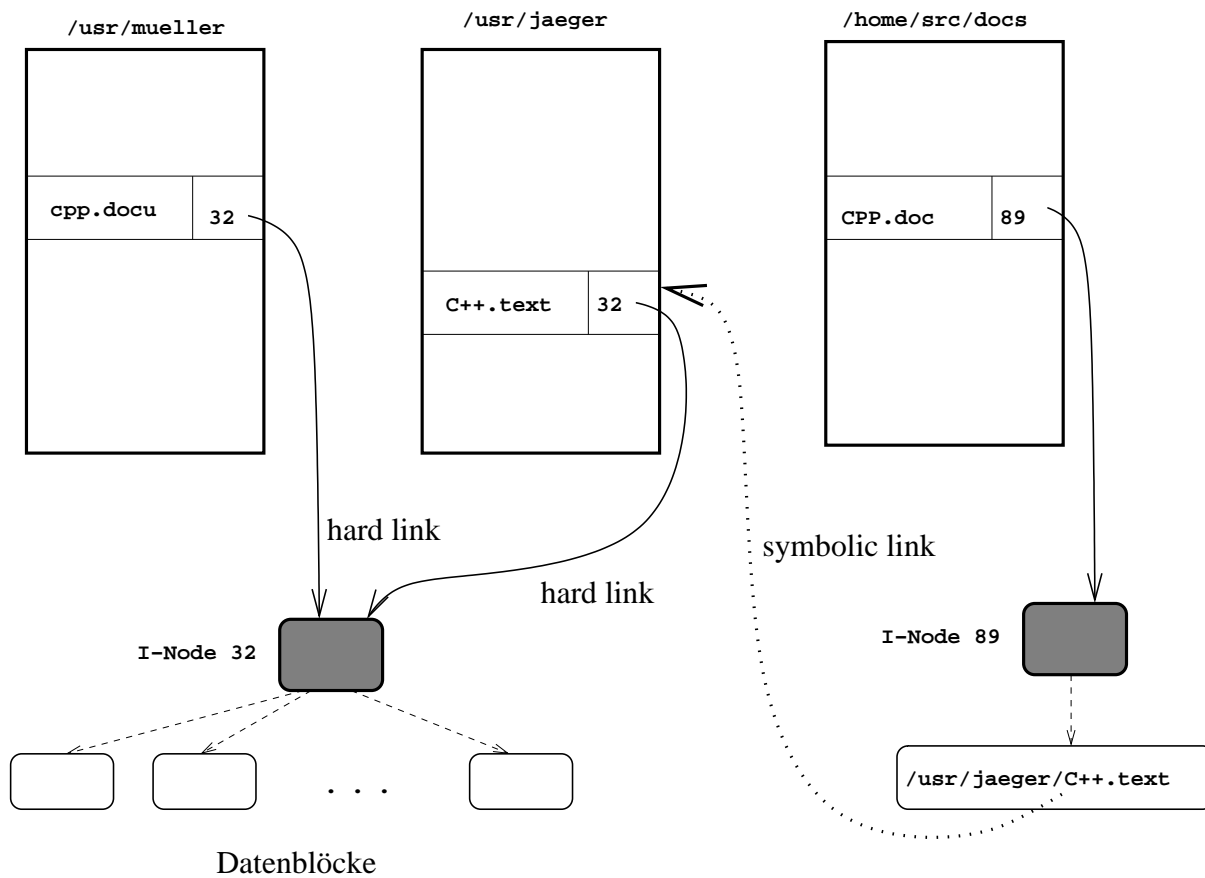 /usr/mueller
/usr/jaeger
/home/src/docs
cpp.docu 32
CPP.doc 89
C++.text 32
hard link
symbolic link
hard link
I-Node 32
I-Node 89
/usr/jaeger/C++.text
. . .
Datenblöcke